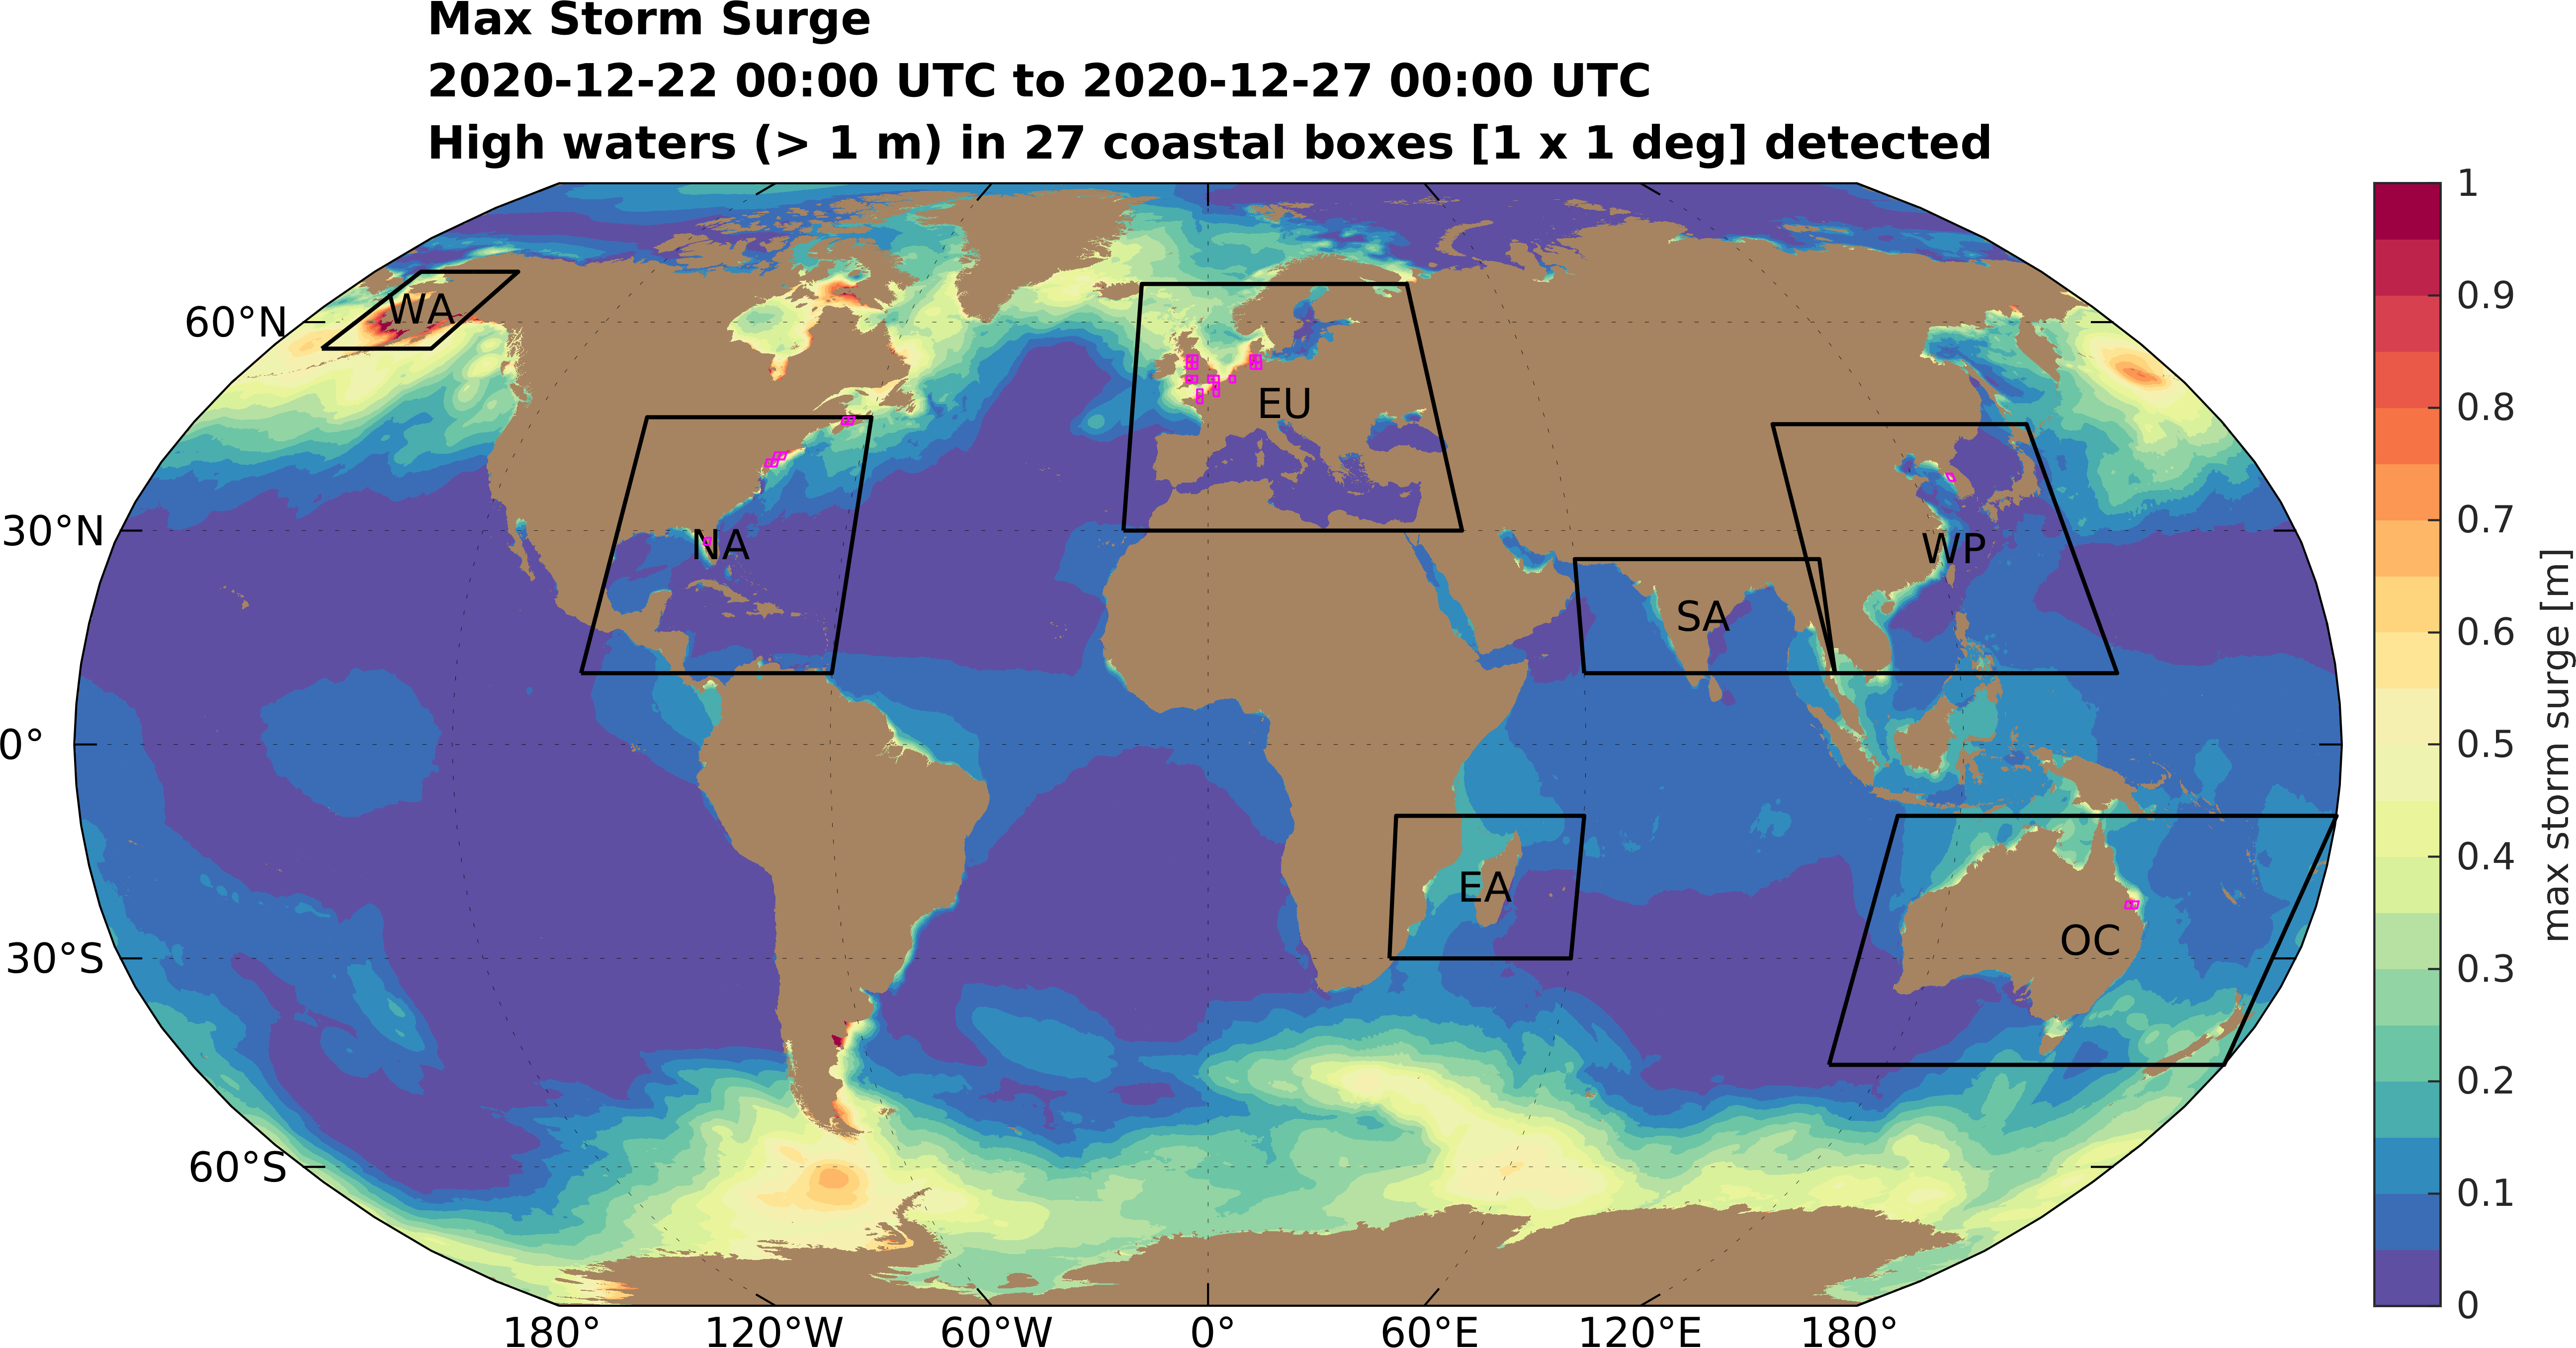 Max Storm Surge
2020-12-22 00:00 UTC to 2020-12-27 00:00 UTC
High waters (> 1 m) in 27 coastal boxes [1 x 1 deg] detected
60°N
30°N
0°
30°S
60°S
WA
NA
EU
SA
WP
EA
OC
180°
120°W
60°W
0°
60°E
120°E
180°
1
0.9
0.8
0.7
0.6
0.5
0.4
0.3
0.2
0.1
0
max storm surge [m]